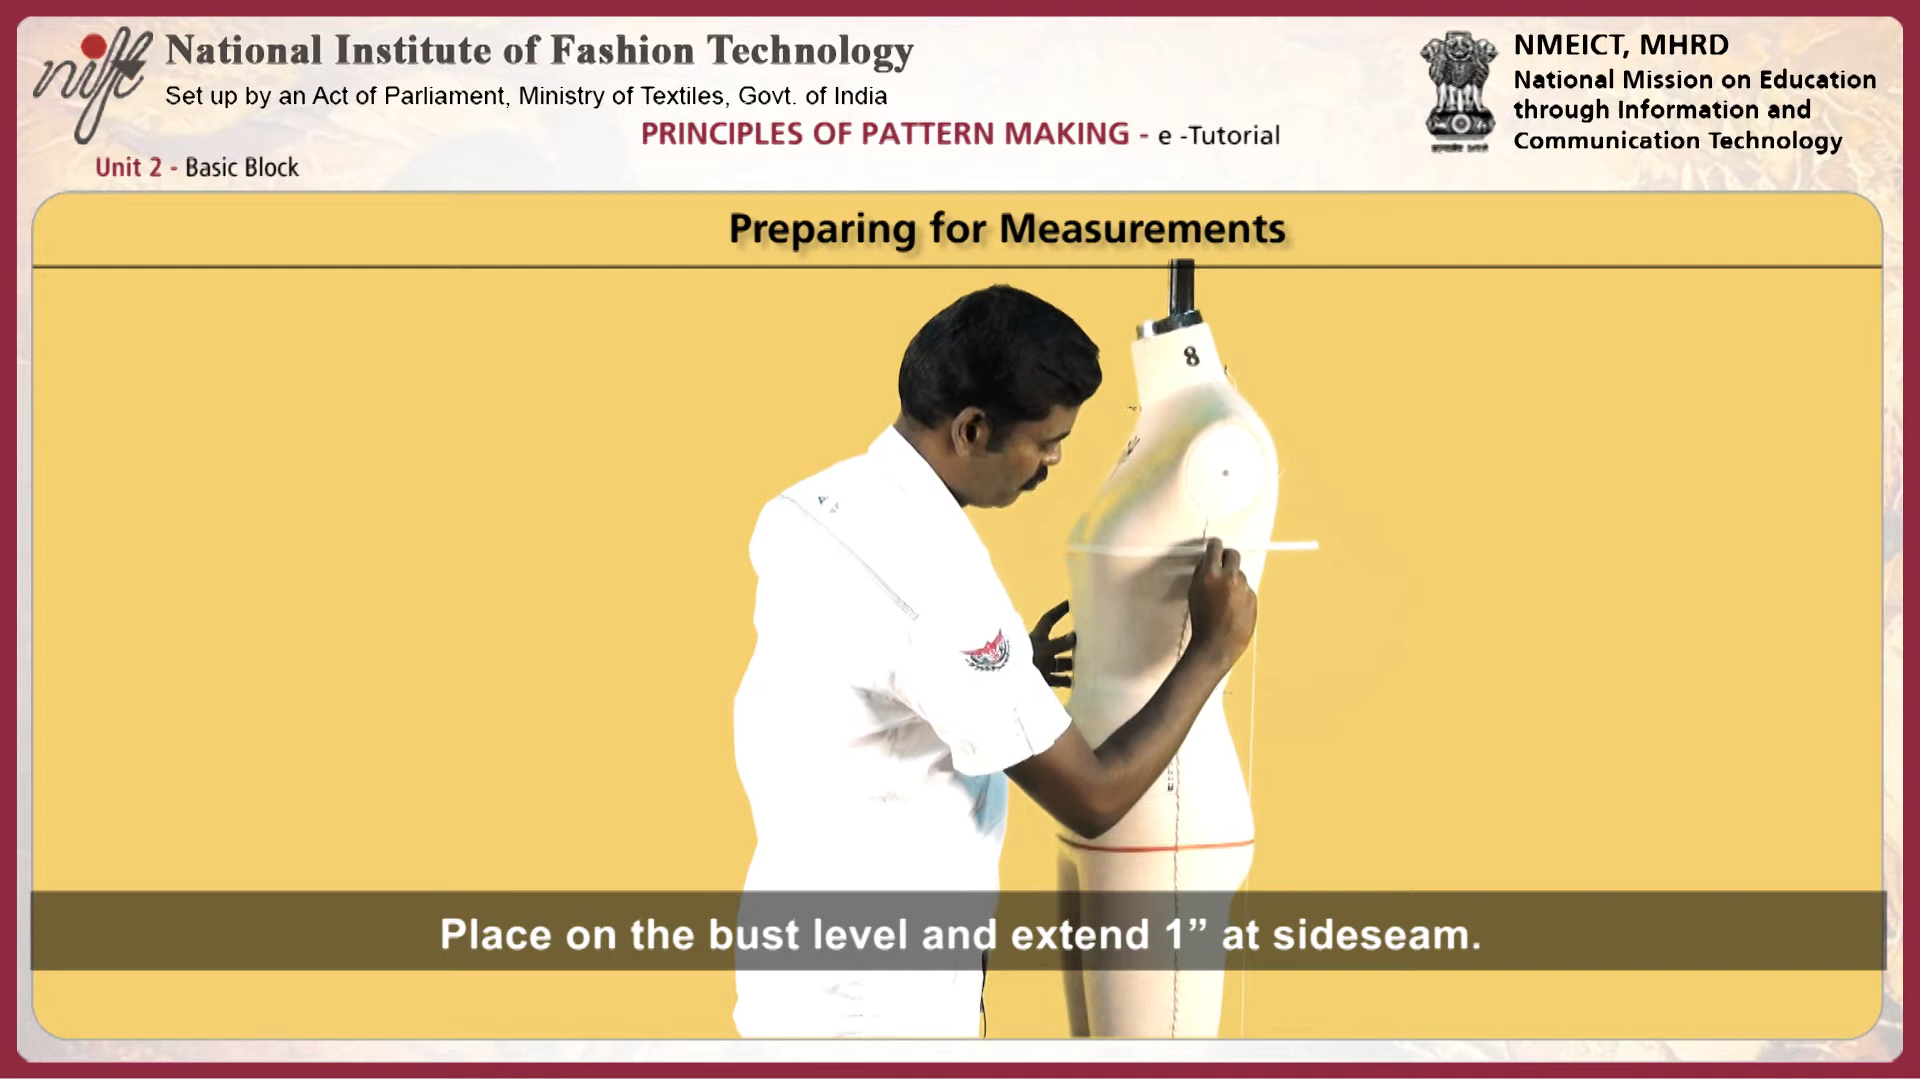 nift
National Institute of Fashion Technology
Set up by an Act of Parliament, Ministry of Textiles, Govt. of India
NMEICT, MHRD
National Mission on Education
through Information and
Communication Technology
PRINCIPLES OF PATTERN MAKING - e -Tutorial
Unit 2 - Basic Block
Preparing for Measurements
8
Place on the bust level and extend 1” at sideseam.